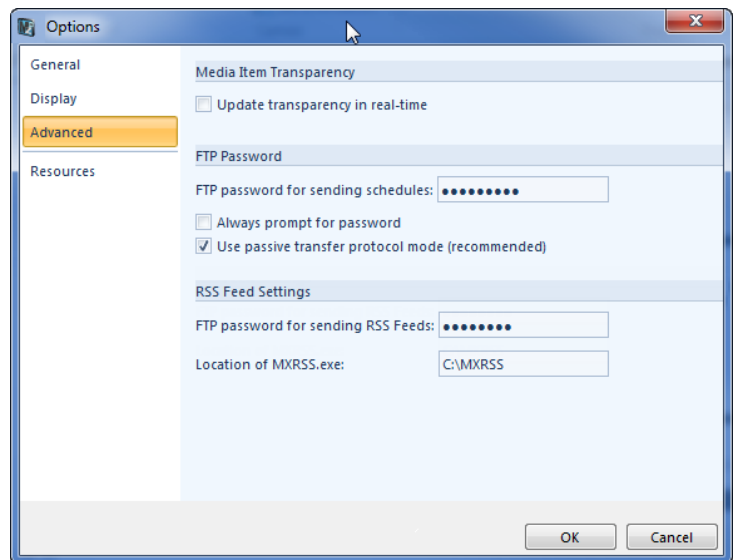 Options
General
Display
Advanced
Resources
Media Item Transparency
Update transparency in real-time
FTP Password
FTP password for sending schedules: •••••••••
Always prompt for password
Use passive transfer protocol mode (recommended)
RSS Feed Settings
FTP password for sending RSS Feeds: ••••••••
Location of MXRSS.exe: C:\MXRSS
OK Cancel